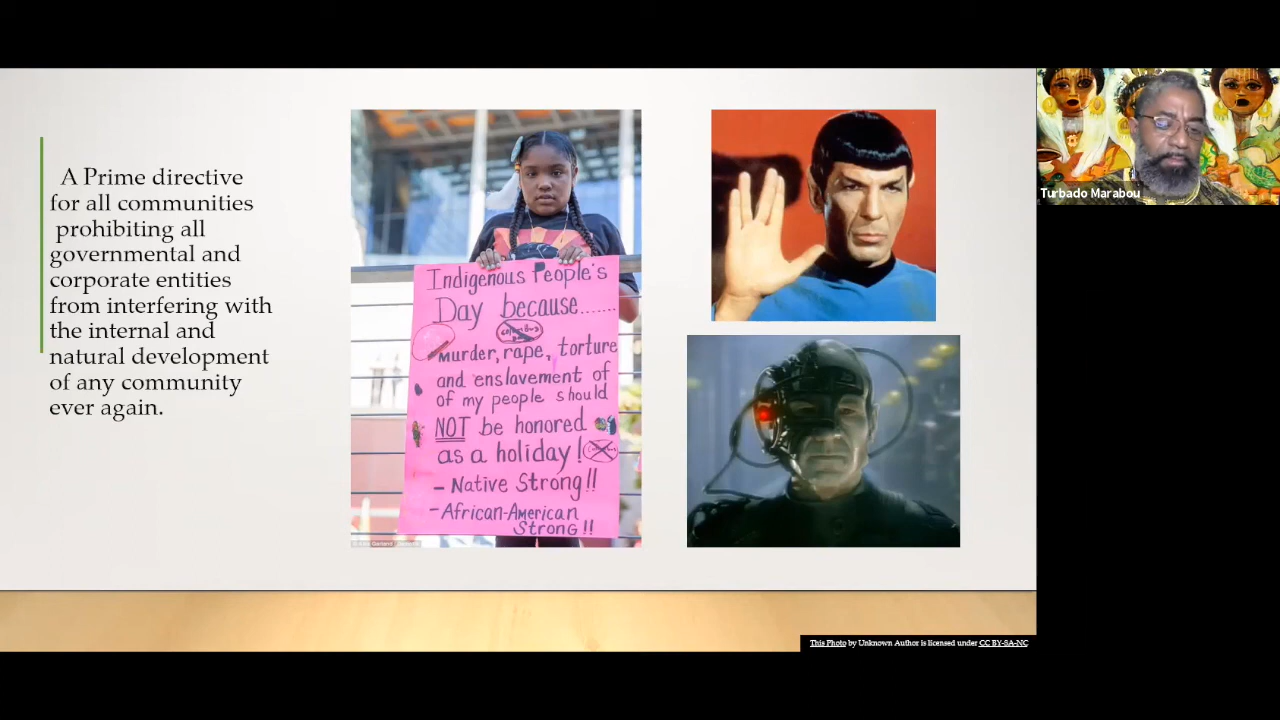 A Prime directive
for all communities
prohibiting all
governmental and
corporate entities
from interfering with
the internal and
natural development
of any community
ever again.
Indigenous People's
Day because.......
Murder, rape, torture
and enslavement of
of my people should
NOT be honored
as a holiday!
- Native Strong!!
- African-American
Strong!!
Turbado Marabou
This Photo by Unknown Author is licensed under CC BY-SA-NC